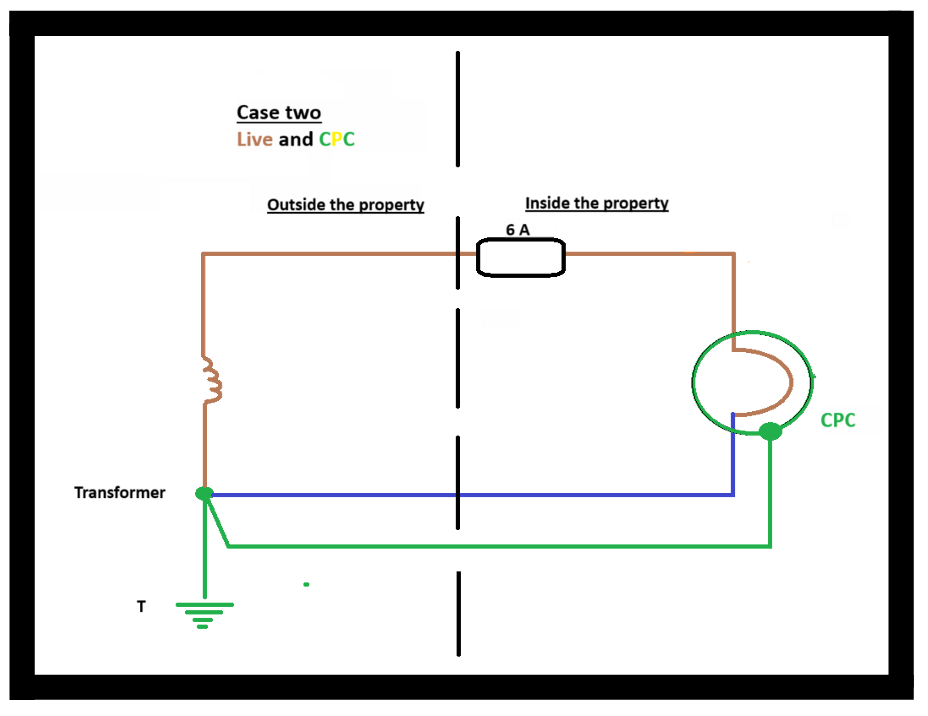 Case two
Live and CPC
Outside the property
Inside the property
6 A
CPC
Transformer
T